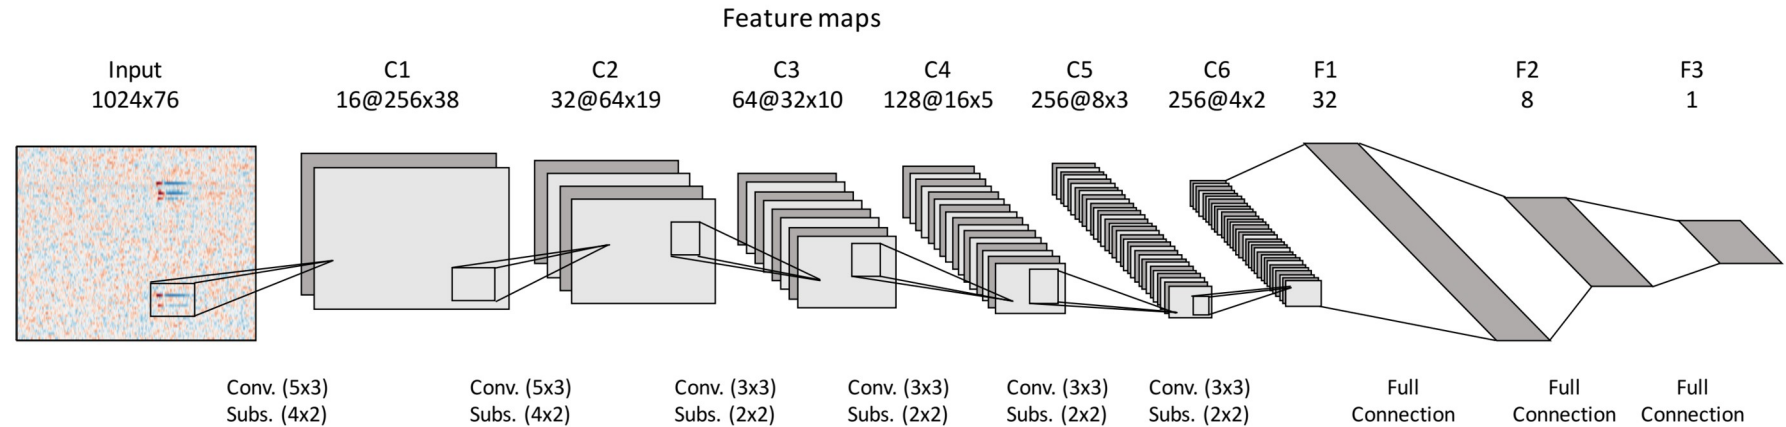 Feature maps
Input C1 C2 C3 C4 C5 C6 F1 F2 F3
1024x76 16@256x38 32@64x19 64@32x10 128@16x5 256@8x3 256@4x2 32 8 1
Conv. (5x3) Conv. (5x3) Conv. (3x3) Conv. (3x3) Conv. (3x3) Conv. (3x3) Full Full Full
Subs. (4x2) Subs. (4x2) Subs. (2x2) Subs. (2x2) Subs. (2x2) Subs. (2x2) Connection Connection Connection